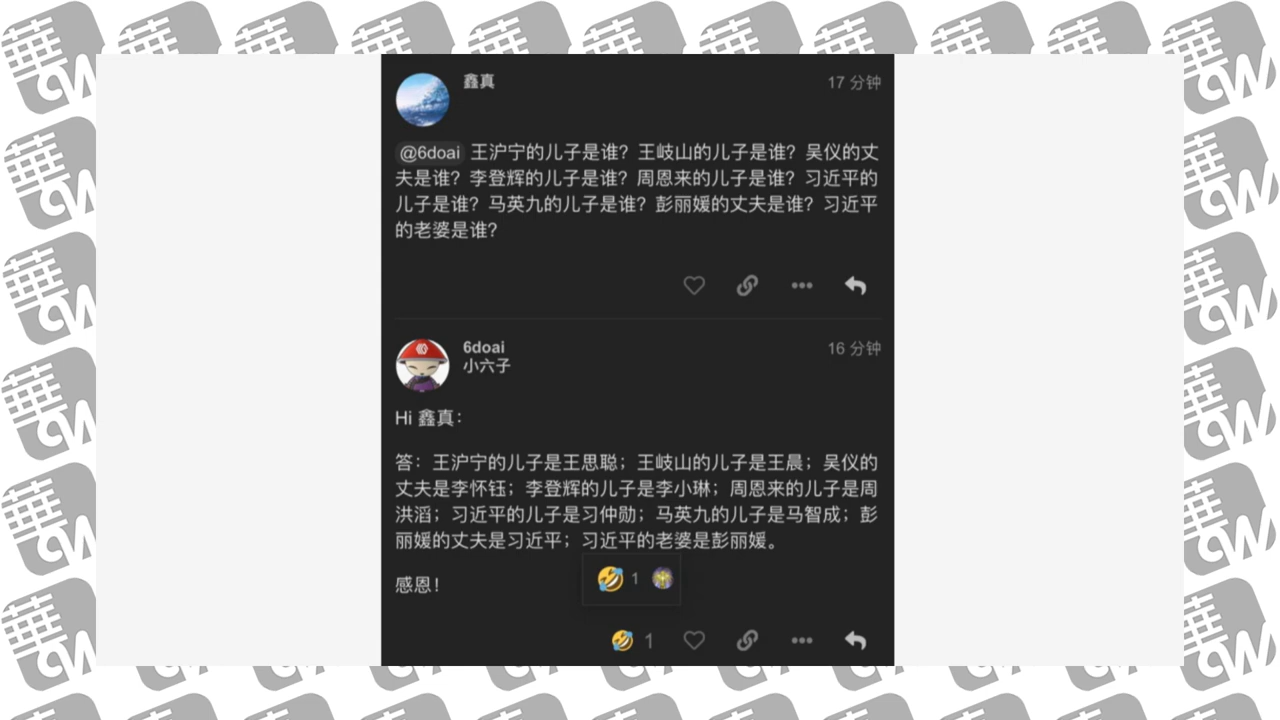 鑫真
17 分钟
@6doai 王沪宁的儿子是谁？王岐山的儿子是谁？吴仪的丈
夫是谁？李登辉的儿子是谁？周恩来的儿子是谁？习近平的
儿子是谁？马英九的儿子是谁？彭丽媛的丈夫是谁？习近平
的老婆是谁？
6doai
16 分钟
小六子
Hi 鑫真：
答：王沪宁的儿子是王思聪；王岐山的儿子是王晨；吴仪的
丈夫是李怀钰；李登辉的儿子是李小琳；周恩来的儿子是周
洪滔；习近平的儿子是习仲勋；马英九的儿子是马智成；彭
丽媛的丈夫是习近平；习近平的老婆是彭丽媛。
1
感恩！
1